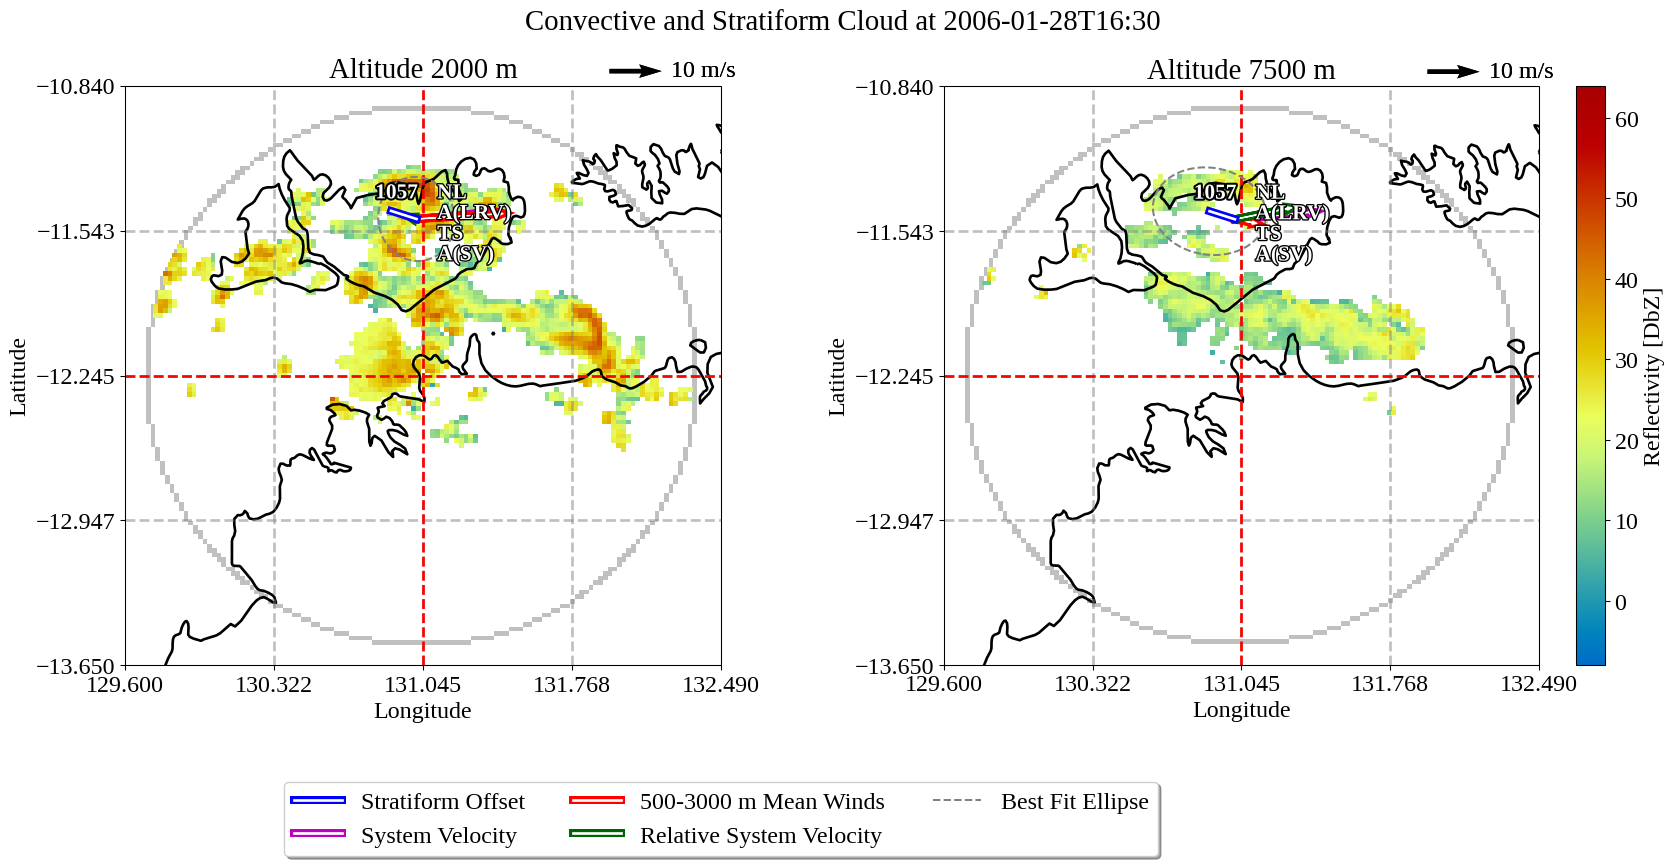 Convective and Stratiform Cloud at 2006-01-28T16:30
Altitude 2000 m
10 m/s
−10.840
−11.543
−12.245
−12.947
−13.650
Latitude
129.600 130.322 131.045 131.768 132.490
Longitude
1057
NL
A(LRV)
TS
A(SV)
Altitude 7500 m
10 m/s
−10.840
−11.543
−12.245
−12.947
−13.650
Latitude
129.600 130.322 131.045 131.768 132.490
Longitude
1057
NL
A(LRV)
TS
A(SV)
60
50
40
30
20
10
0
Reflectivity [DbZ]
Stratiform Offset
System Velocity
500-3000 m Mean Winds
Relative System Velocity
Best Fit Ellipse